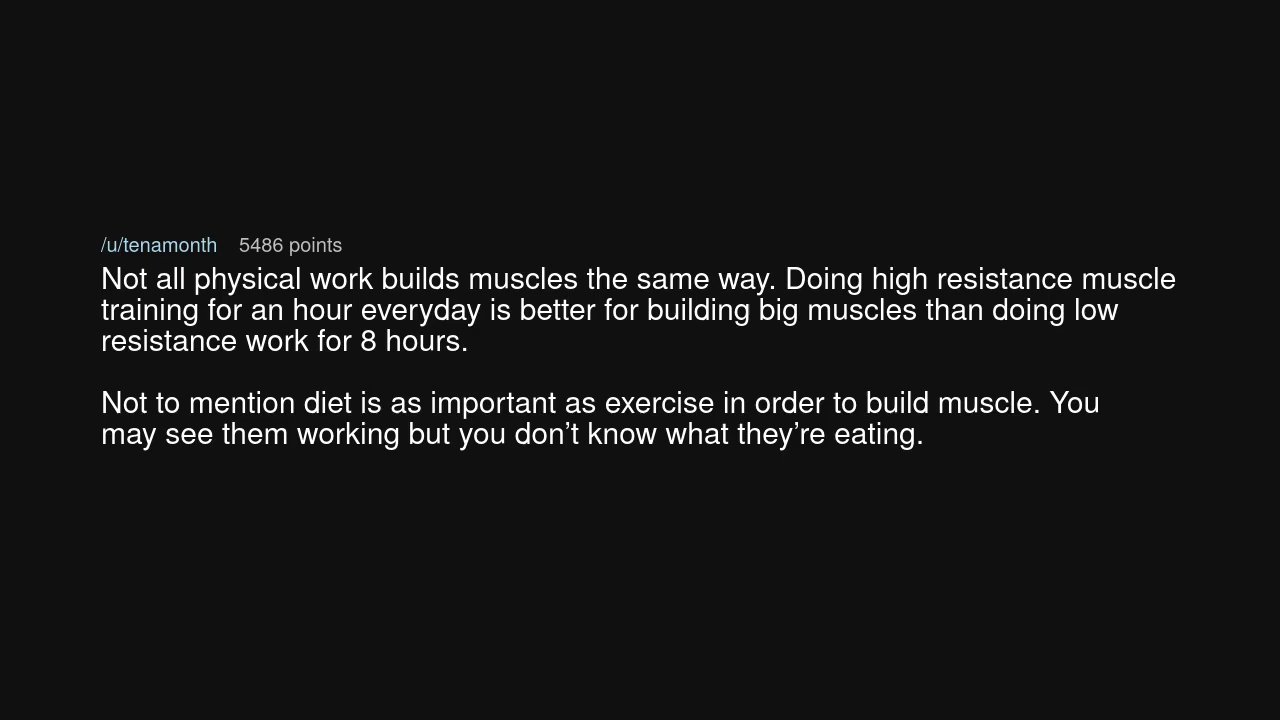 /u/tenamonth 5486 points
Not all physical work builds muscles the same way. Doing high resistance muscle
training for an hour everyday is better for building big muscles than doing low
resistance work for 8 hours.
Not to mention diet is as important as exercise in order to build muscle. You
may see them working but you don’t know what they’re eating.